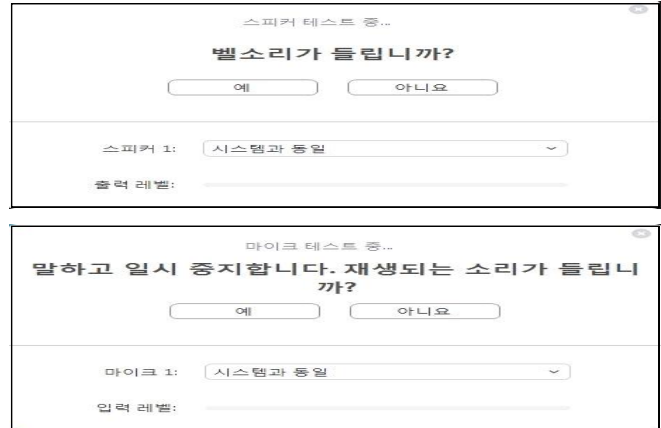 스피커 테스트 중...
벨소리가 들립니까?
예 아니요
스피커 1: 시스템과 동일
출력 레벨:
마이크 테스트 중...
말하고 일시 중지합니다. 재생되는 소리가 들립니
까?
예 아니요
마이크 1: 시스템과 동일
입력 레벨: